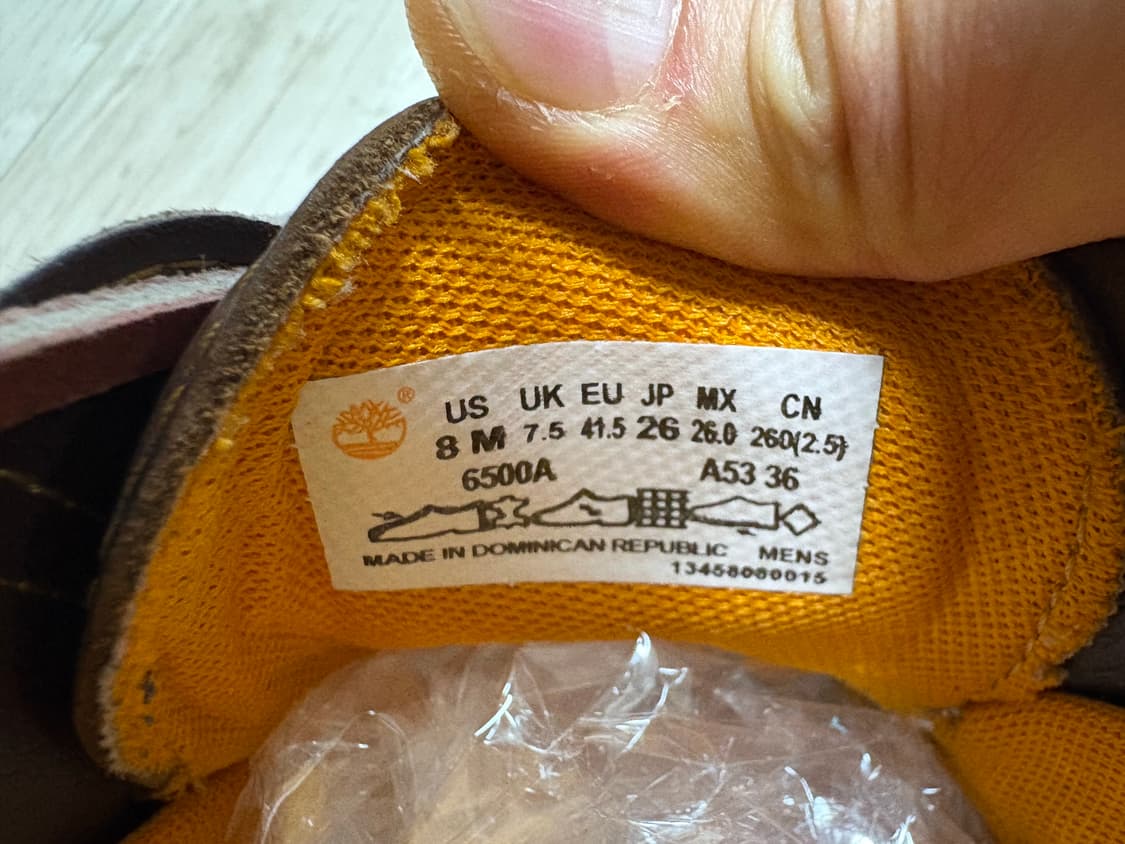 ®
US UK EU JP MX CN
8 M 7.5 41.5 26 26.0 260(2.5)
6500A A53 36
MADE IN DOMINICAN REPUBLIC MENS
13458080015